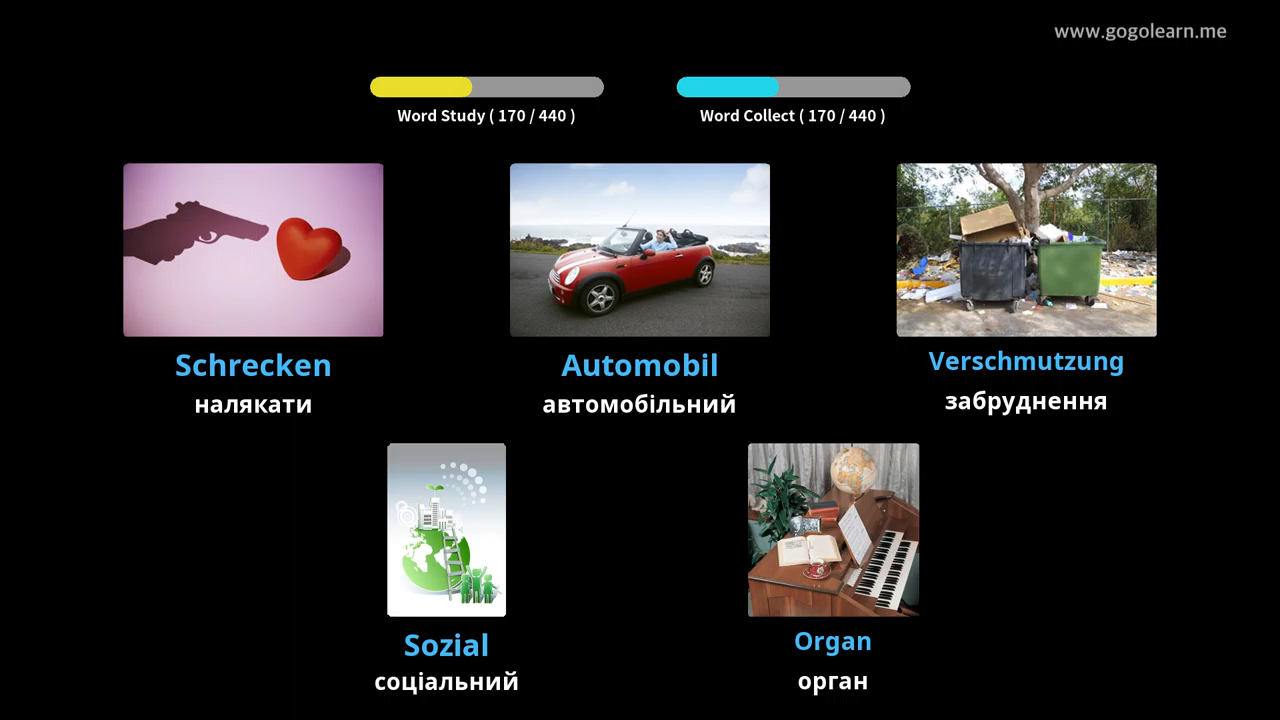 www.gogolearn.me
Word Study ( 170 / 440 )
Word Collect ( 170 / 440 )
Schrecken
налякати
Automobil
автомобільний
Verschmutzung
забруднення
Sozial
соціальний
Organ
орган